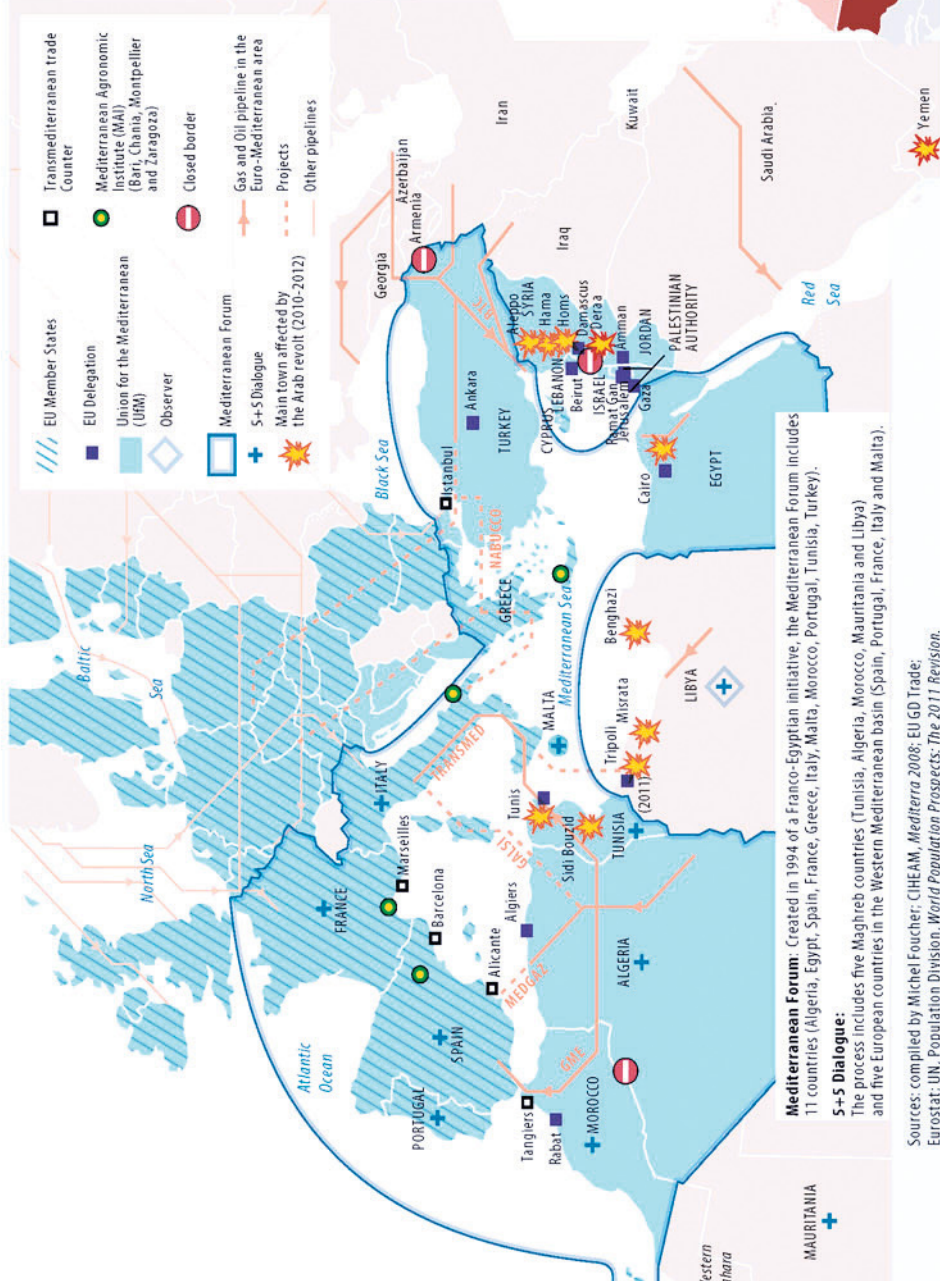 EU Member States
EU Delegation
Union for the Mediterranean
(UfM)
Observer
Mediterranean Forum
5+5 Dialogue
Main town affected by
the Arab revolt (2010-2012)
Transmediterranean trade
Counter
Mediterranean Agronomic
Institute (MAI)
(Bari, Chania, Montpellier
and Zaragoza)
Closed border
Gas and Oil pipeline in the
Euro-Mediterranean area
Projects
Other pipelines
Baltic
Sea
North Sea
Atlantic
Ocean
Black Sea
Mediterranean Sea
Red
Sea
PORTUGAL
SPAIN
FRANCE
ITALY
GREECE
MALTA
TURKEY
CYPRUS
SYRIA
LEBANON
ISRAEL
JORDAN
PALESTINIAN
AUTHORITY
EGYPT
LIBYA
TUNISIA
ALGERIA
MOROCCO
MAURITANIA
estern
hara
Georgia
Armenia
Azerbaijan
Iran
Iraq
Kuwait
Saudi Arabia
Yemen
Marseilles
Barcelona
Alicante
Algiers
Tangiers
Rabat
Tunis
Sidi Bouzid
Tripoli
(2011)
Misrata
Benghazi
Istanbul
Ankara
Aleppo
Hama
Homs
Damascus
Deraa
Beirut
Amman
Ramat Gan
Jerusalem
Gaza
Cairo
NABUCCO
TRANSMED
GALSI
MEDGAZ
GME
BTC
Mediterranean Forum: Created in 1994 of a Franco-Egyptian initiative, the Mediterranean Forum includes
11 countries (Algeria, Egypt, Spain, France, Greece, Italy, Malta, Morocco, Portugal, Tunisia, Turkey).
5+5 Dialogue:
The process includes five Maghreb countries (Tunisia, Algeria, Morocco, Mauritania and Libya)
and five European countries in the Western Mediterranean basin (Spain, Portugal, France, Italy and Malta).
Sources: compiled by Michel Foucher; CIHEAM, Mediterra 2008; EU GD Trade;
Eurostat: UN, Population Division, World Population Prospects: The 2011 Revision.